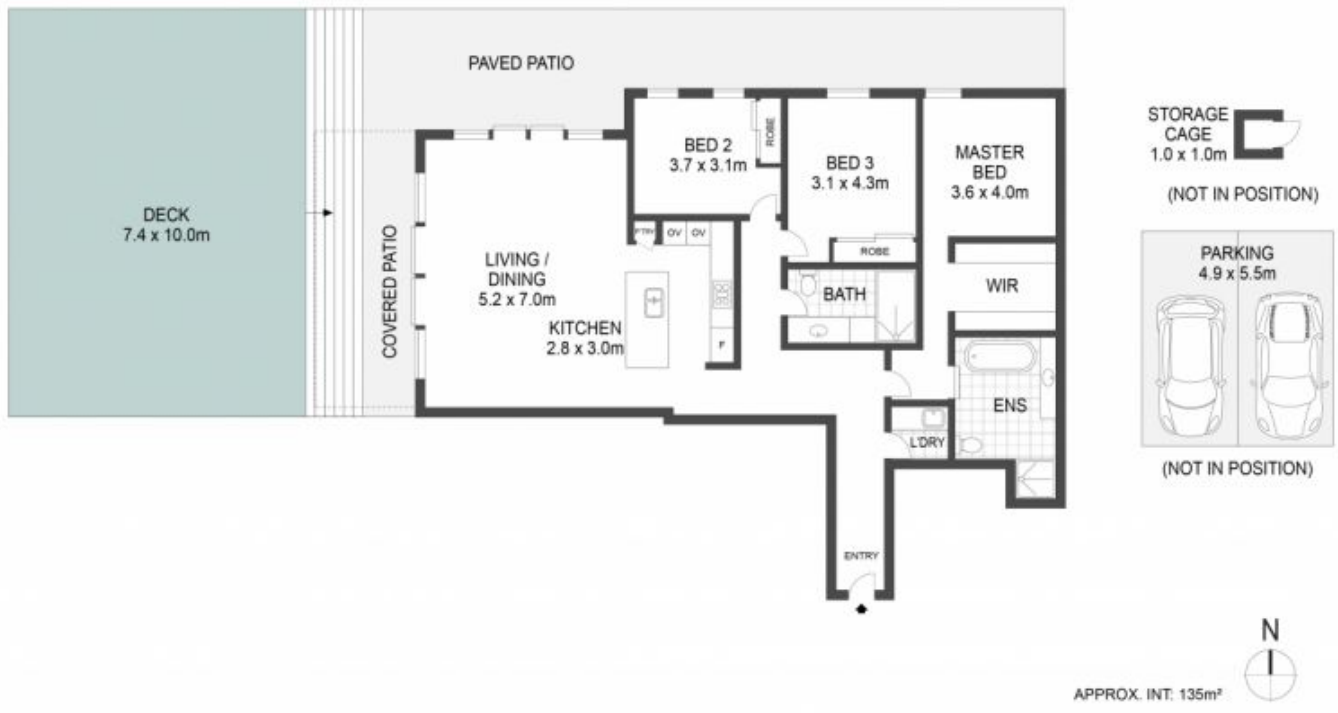 PAVED PATIO
DECK
7.4 x 10.0m
COVERED PATIO
LIVING /
DINING
5.2 x 7.0m
KITCHEN
2.8 x 3.0m
P'TRY
OV
OV
F
BED 2
3.7 x 3.1m
ROBE
BED 3
3.1 x 4.3m
ROBE
MASTER
BED
3.6 x 4.0m
BATH
WIR
ENS
L'DRY
ENTRY
STORAGE
CAGE
1.0 x 1.0m
(NOT IN POSITION)
PARKING
4.9 x 5.5m
(NOT IN POSITION)
N
APPROX. INT: 135m²